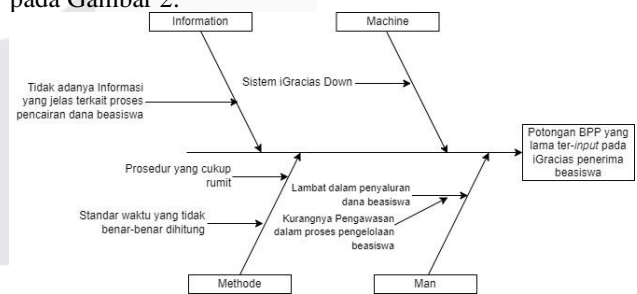 pada Gambar 2.
Information
Machine
Tidak adanya Informasi
yang jelas terkait proses
pencairan dana beasiswa
Sistem iGracias Down
Potongan BPP yang
lama ter-input pada
iGracias penerima
beasiswa
Prosedur yang cukup
rumit
Standar waktu yang tidak
benar-benar dihitung
Lambat dalam penyaluran
dana beasiswa
Kurangnya Pengawasan
dalam proses pengelolaan
beasiswa
Methode
Man